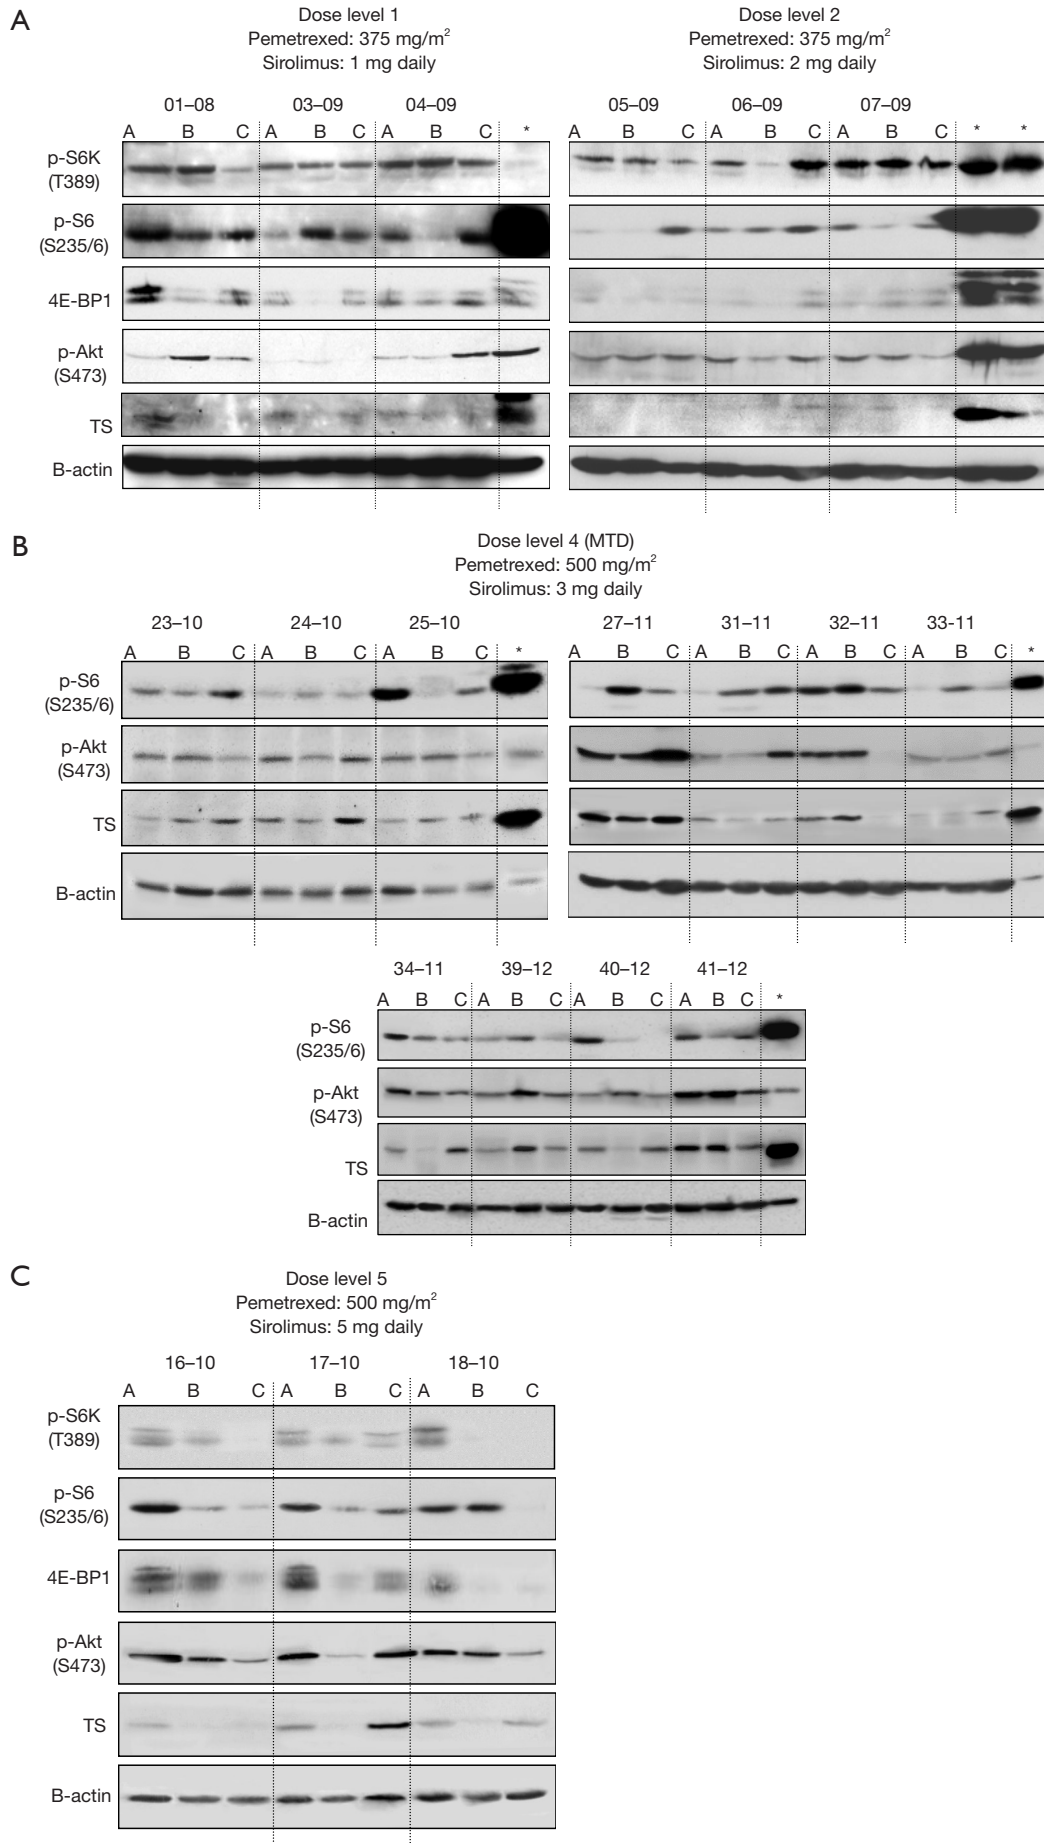 A
Dose level 1
Pemetrexed: 375 mg/m²
Sirolimus: 1 mg daily
01–08 03–09 04–09
A B C A B C A B C *
p-S6K
(T389)
p-S6
(S235/6)
4E-BP1
p-Akt
(S473)
TS
B-actin
Dose level 2
Pemetrexed: 375 mg/m²
Sirolimus: 2 mg daily
05–09 06–09 07–09
A B C A B C A B C * *
B
Dose level 4 (MTD)
Pemetrexed: 500 mg/m²
Sirolimus: 3 mg daily
23–10 24–10 25–10
A B C A B C A B C *
p-S6
(S235/6)
p-Akt
(S473)
TS
B-actin
27–11 31–11 32–11 33-11
A B C A B C A B C A B C *
34–11 39–12 40–12 41–12
A B C A B C A B C A B C *
p-S6
(S235/6)
p-Akt
(S473)
TS
B-actin
C
Dose level 5
Pemetrexed: 500 mg/m²
Sirolimus: 5 mg daily
16–10 17–10 18–10
A B C A B C A B C
p-S6K
(T389)
p-S6
(S235/6)
4E-BP1
p-Akt
(S473)
TS
B-actin